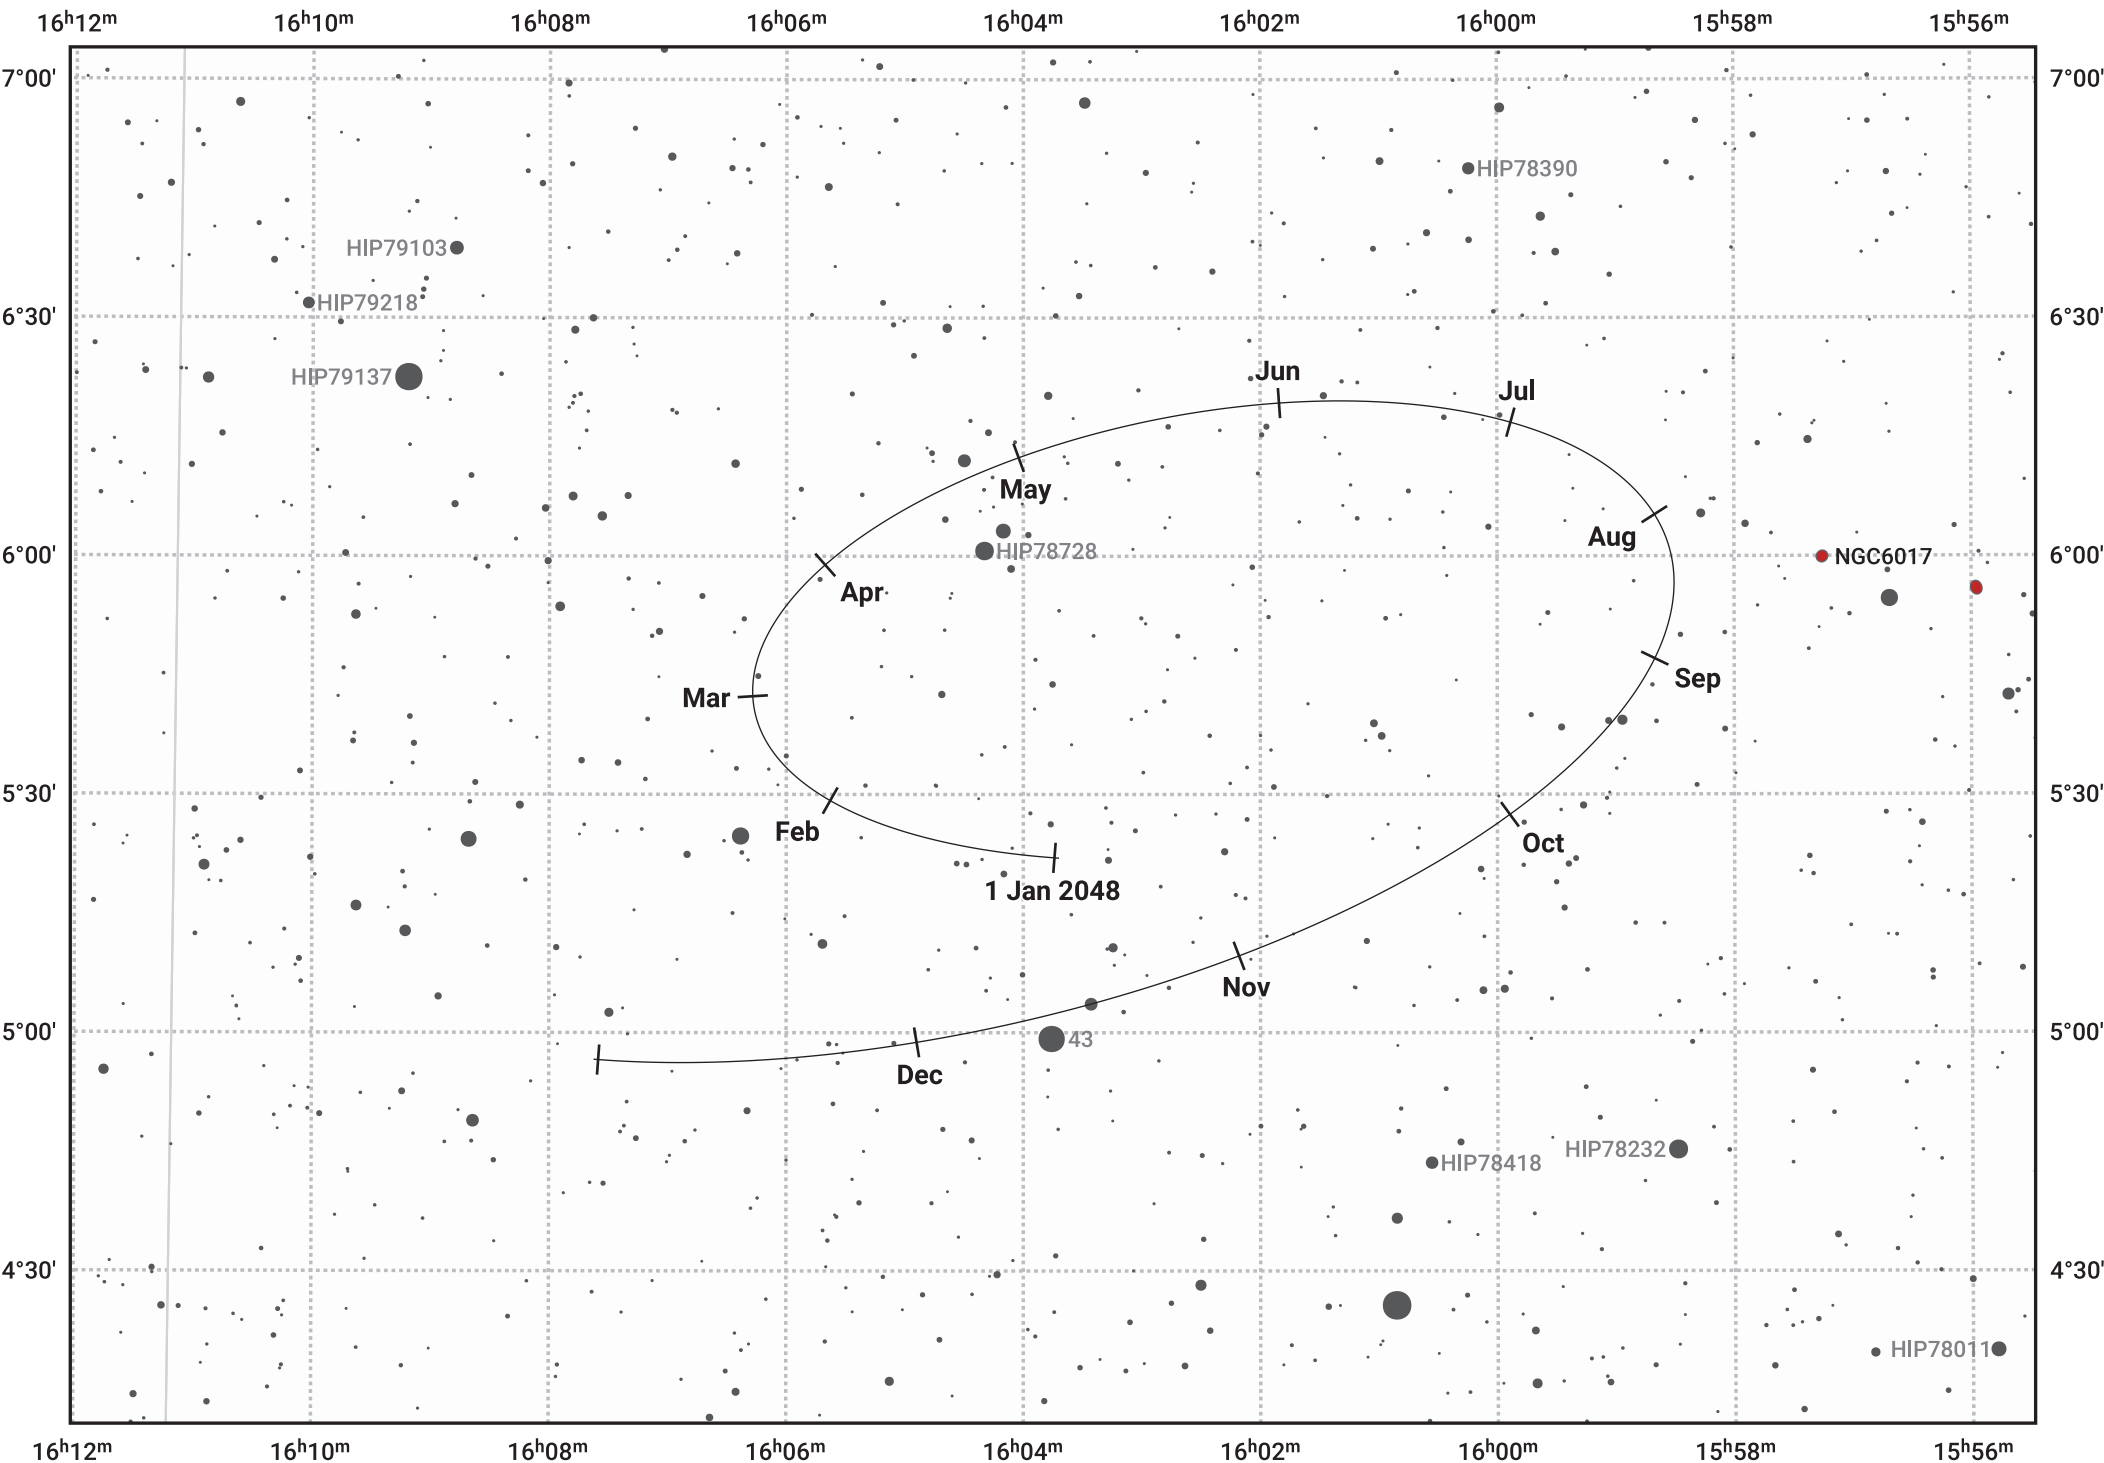 16ʰ12ᵐ 16ʰ10ᵐ 16ʰ08ᵐ 16ʰ06ᵐ 16ʰ04ᵐ 16ʰ02ᵐ 16ʰ00ᵐ 15ʰ58ᵐ 15ʰ56ᵐ
7°00' 7°00'
HIP78390
HIP79103
HIP79218
6°30' 6°30'
Jun
HIP79137
Jul
May
Aug
HIP78728
6°00' NGC6017 6°00'
Apr
Sep
Mar
5°30' 5°30'
Feb
Oct
1 Jan 2048
Nov
5°00' 43 5°00'
Dec
HIP78232
HIP78418
4°30' 4°30'
HIP78011
16ʰ12ᵐ 16ʰ10ᵐ 16ʰ08ᵐ 16ʰ06ᵐ 16ʰ04ᵐ 16ʰ02ᵐ 16ʰ00ᵐ 15ʰ58ᵐ 15ʰ56ᵐ